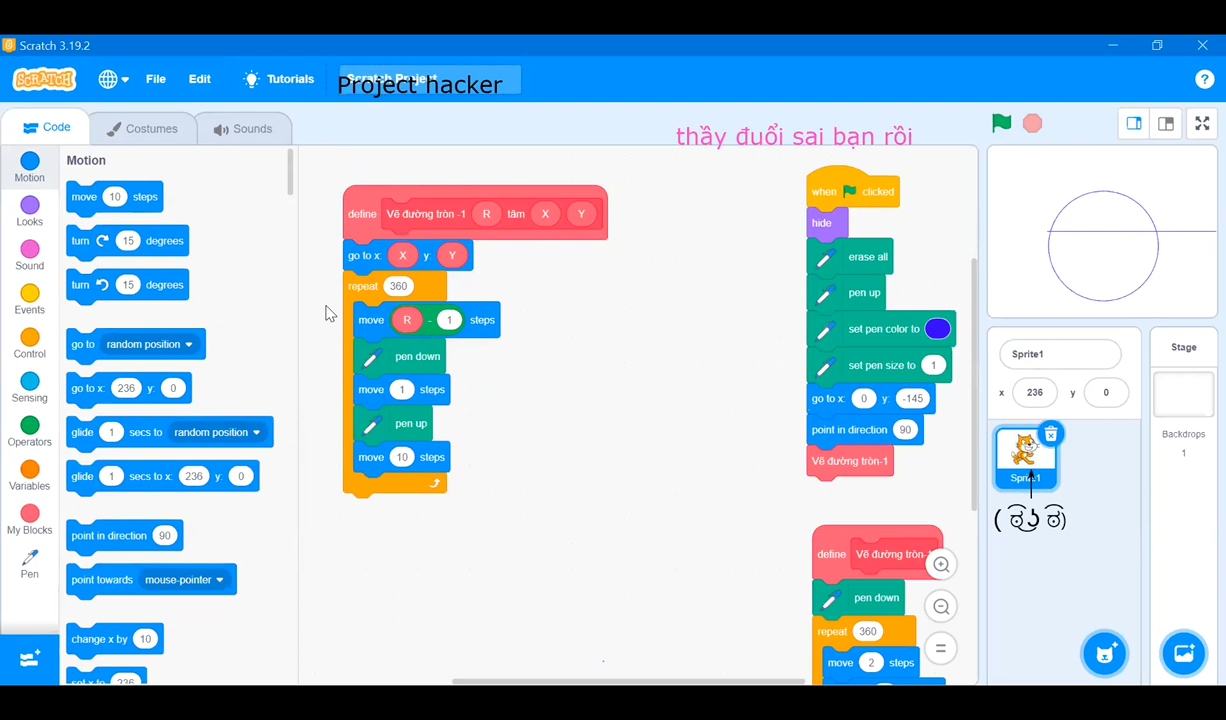 Scratch 3.19.2
SCRATCH File Edit Tutorials Project hacker
thầy đuổi sai bạn rồi
Code Costumes Sounds
Motion
Looks
Sound
Events
Control
Sensing
Operators
Variables
My Blocks
Pen
Motion
move 10 steps
turn 15 degrees
turn 15 degrees
go to random position
go to x: 236 y: 0
glide 1 secs to random position
glide 1 secs to x: 236 y: 0
point in direction 90
point towards mouse-pointer
change x by 10
set x to 236
define Vẽ đường tròn -1 R tâm X Y
go to x: X y: Y
repeat 360
move R - 1 steps
pen down
move 1 steps
pen up
move 10 steps
when clicked
hide
erase all
pen up
set pen color to
set pen size to 1
go to x: 0 y: -145
point in direction 90
Vẽ đường tròn-1
define Vẽ đường tròn-1
pen down
repeat 360
move 2 steps
Sprite1
x 236 y 0
Sprite1
( ͡ಠ ʖ̯ ͡ಠ)
Stage
Backdrops
1